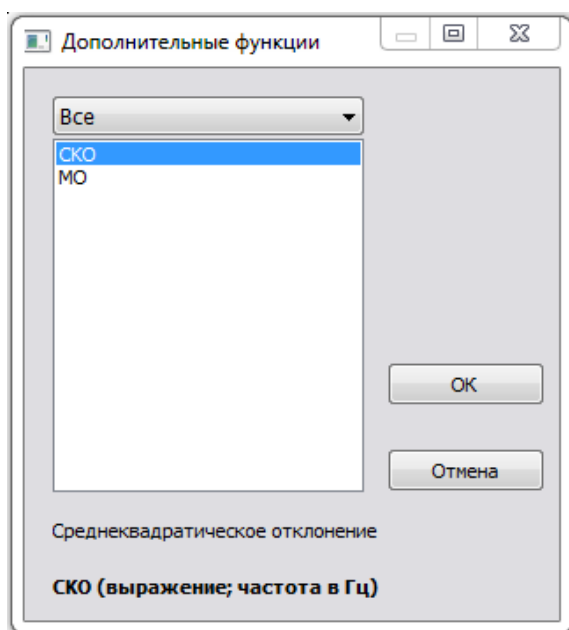 Дополнительные функции
Все
СКО
МО
ОК
Отмена
Среднеквадратическое отклонение
СКО (выражение; частота в Гц)